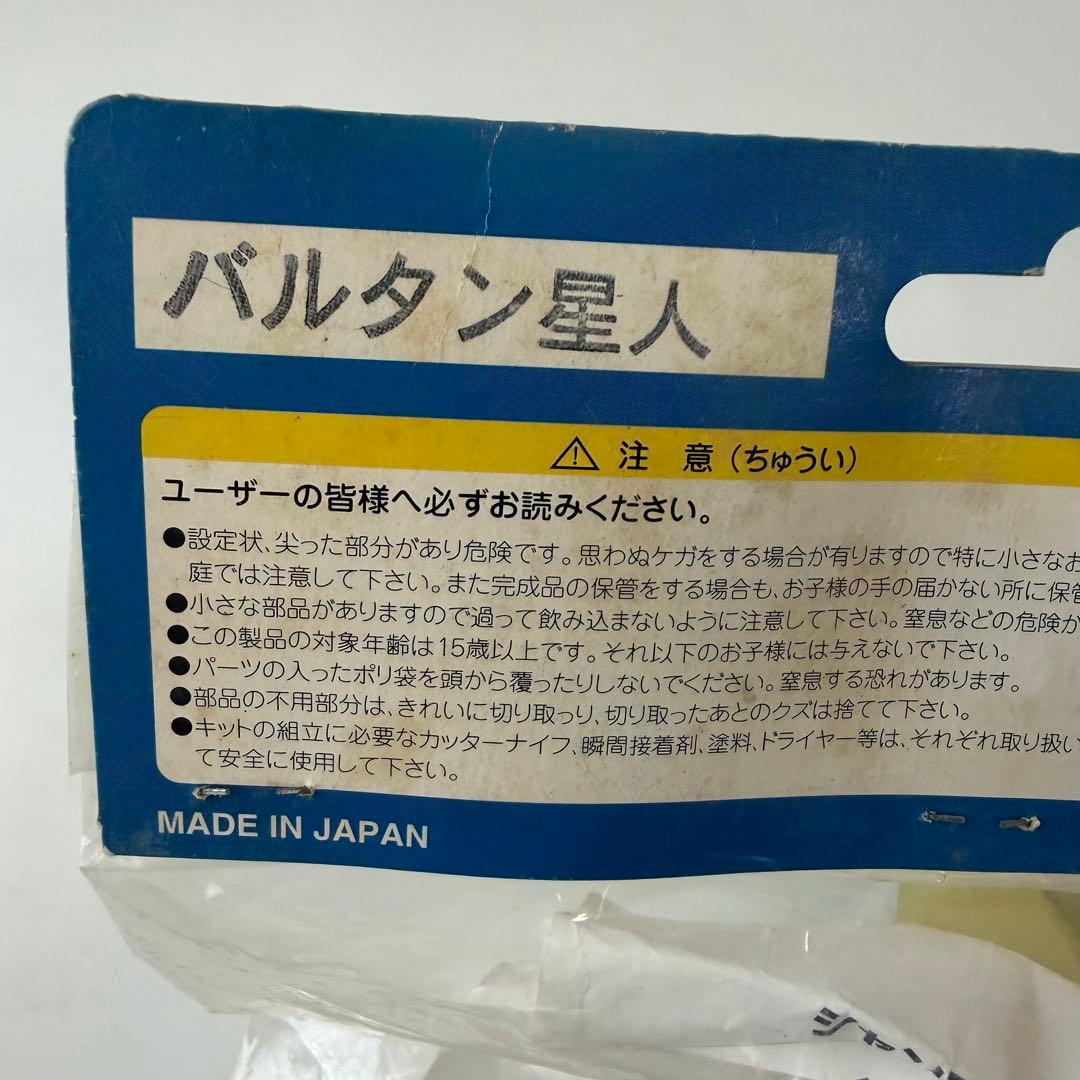 バルタン星人
⚠ 注 意 (ちゅうい)
ユーザーの皆様へ必ずお読みください。
●設定状、尖った部分があり危険です。思わぬケガをする場合が有りますので特に小さなお
庭では注意して下さい。また完成品の保管をする場合も、お子様の手の届かない所に保管
●小さな部品がありますので過って飲み込まないように注意して下さい。窒息などの危険が
●この製品の対象年齢は15歳以上です。それ以下のお子様には与えないで下さい。
●パーツの入ったポリ袋を頭から覆ったりしないでください。窒息する恐れがあります。
●部品の不用部分は、きれいに切り取っり、切り取ったあとのクズは捨てて下さい。
●キットの組立に必要なカッターナイフ、瞬間接着剤、塗料、ドライヤー等は、それぞれ取り扱い
て安全に使用して下さい。
MADE IN JAPAN